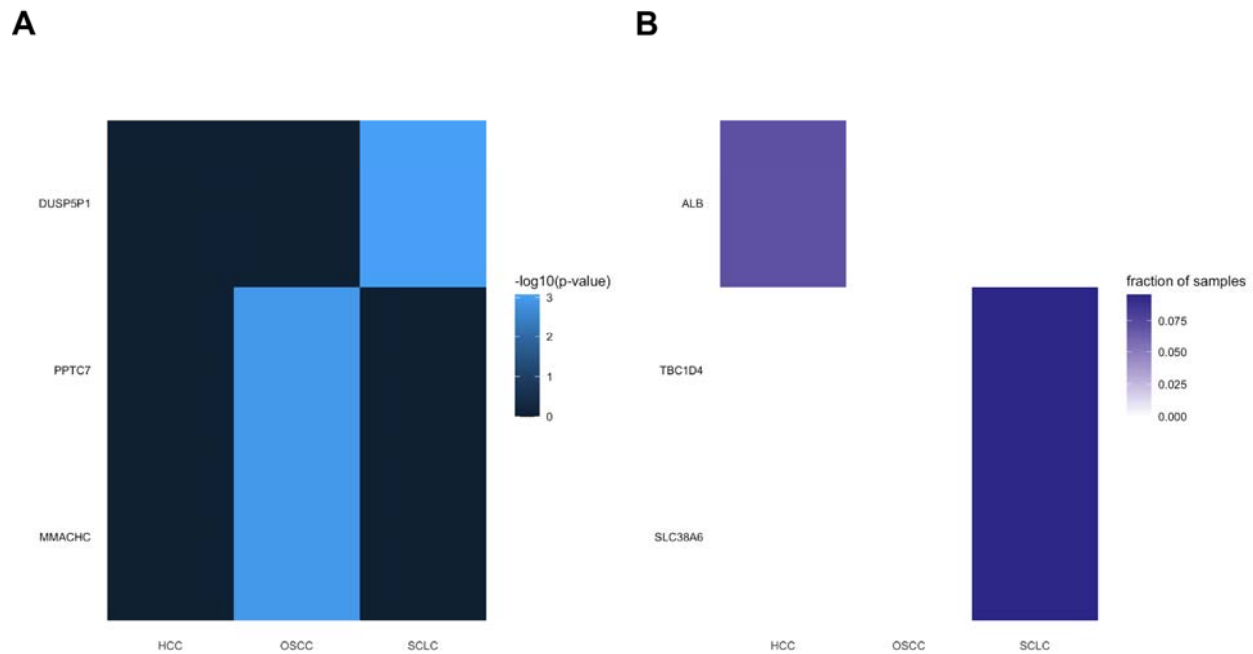 A
DUSP5P1
PPTC7
MMACHC
HCC OSCC SCLC
-log10(p-value)
3
2
1
0
B
ALB
TBC1D4
SLC38A6
HCC OSCC SCLC
fraction of samples
0.075
0.050
0.025
0.000